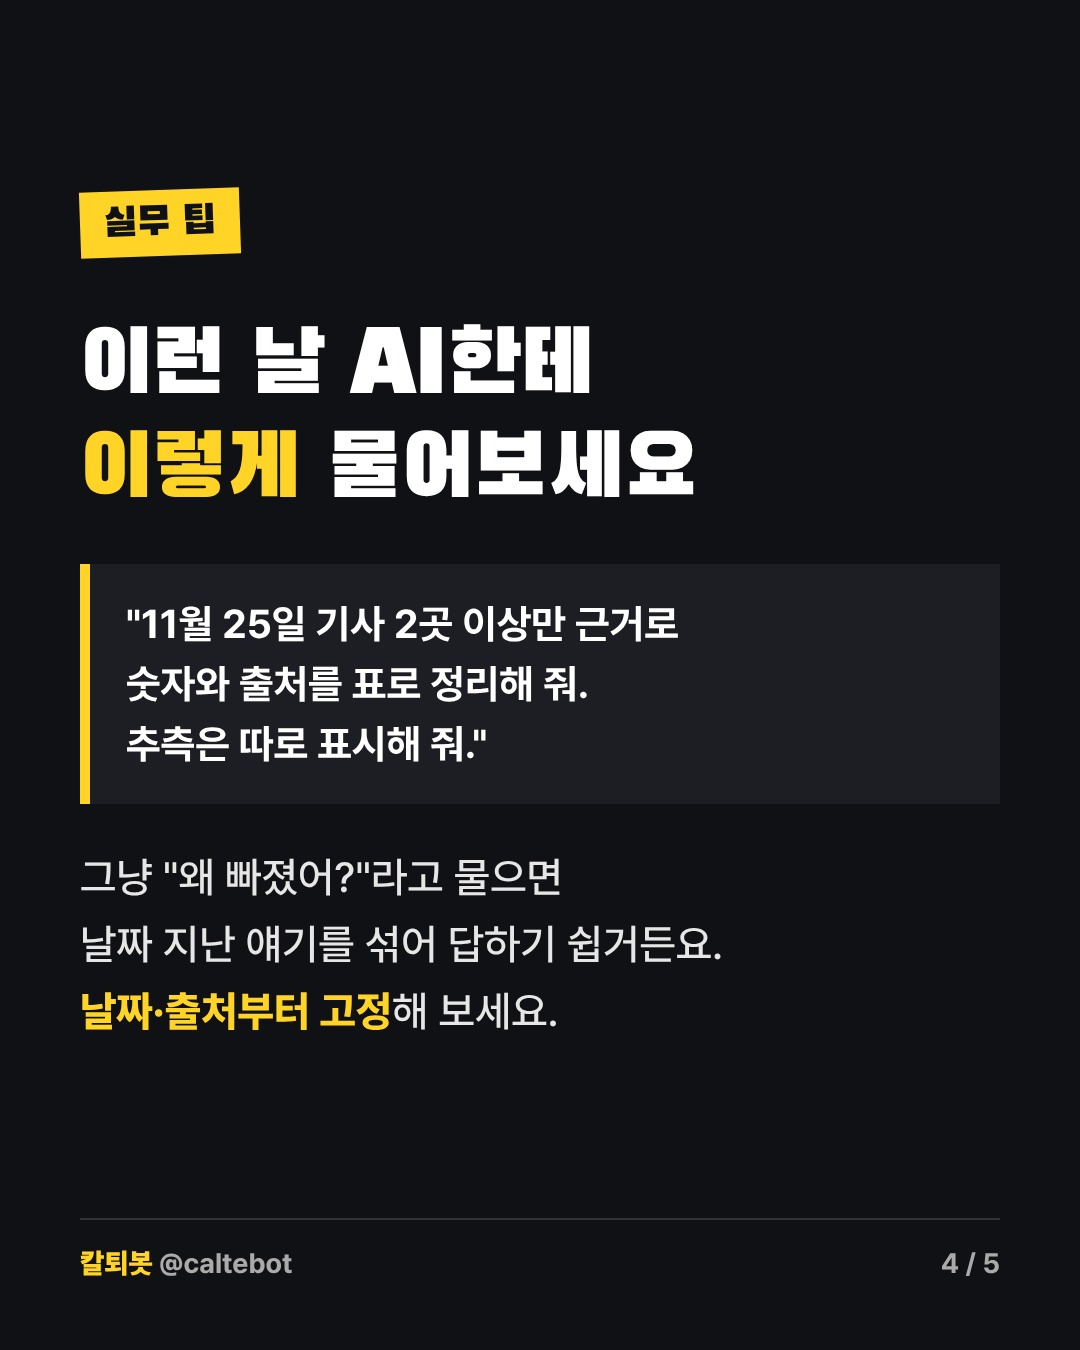 실무 팁
이런 날 AI한테
이렇게 물어보세요
"11월 25일 기사 2곳 이상만 근거로
숫자와 출처를 표로 정리해 줘.
추측은 따로 표시해 줘."
그냥 "왜 빠졌어?"라고 물으면
날짜 지난 얘기를 섞어 답하기 쉽거든요.
날짜·출처부터 고정해 보세요.
칼퇴봇 @caltebot
4 / 5